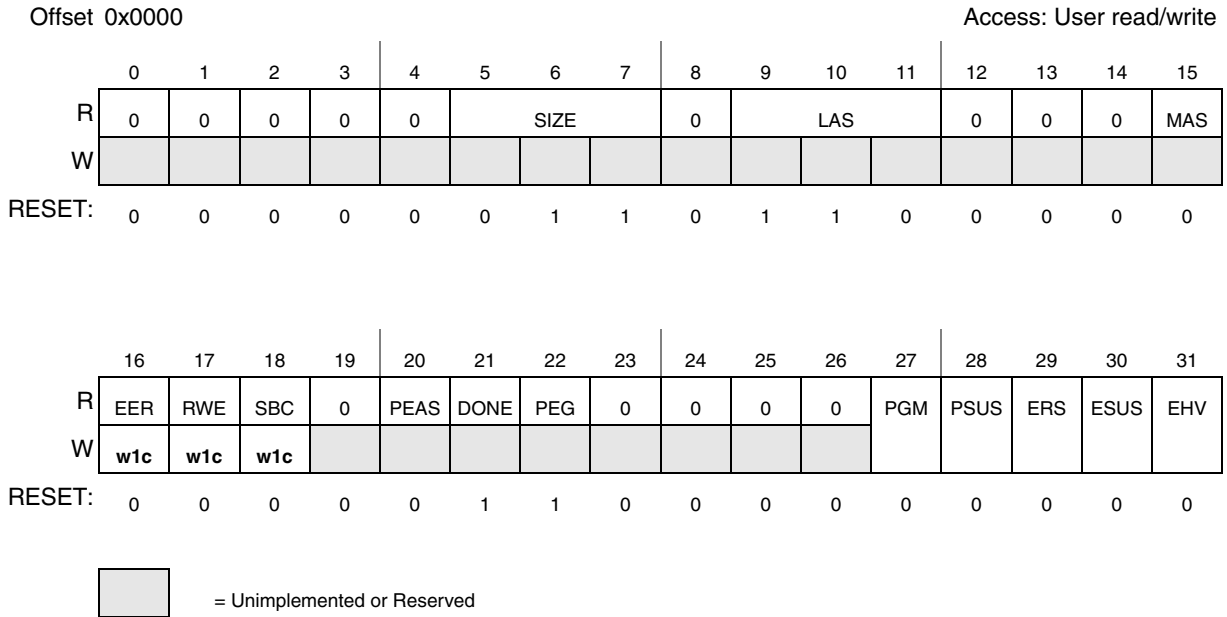 Offset 0x0000 Access: User read/write
0 1 2 3 4 5 6 7 8 9 10 11 12 13 14 15
R 0 0 0 0 0 SIZE 0 LAS 0 0 0 MAS
W
RESET: 0 0 0 0 0 0 1 1 0 1 1 0 0 0 0 0
16 17 18 19 20 21 22 23 24 25 26 27 28 29 30 31
R EER RWE SBC 0 PEAS DONE PEG 0 0 0 0 PGM PSUS ERS ESUS EHV
W w1c w1c w1c
RESET: 0 0 0 0 0 1 1 0 0 0 0 0 0 0 0 0
= Unimplemented or Reserved